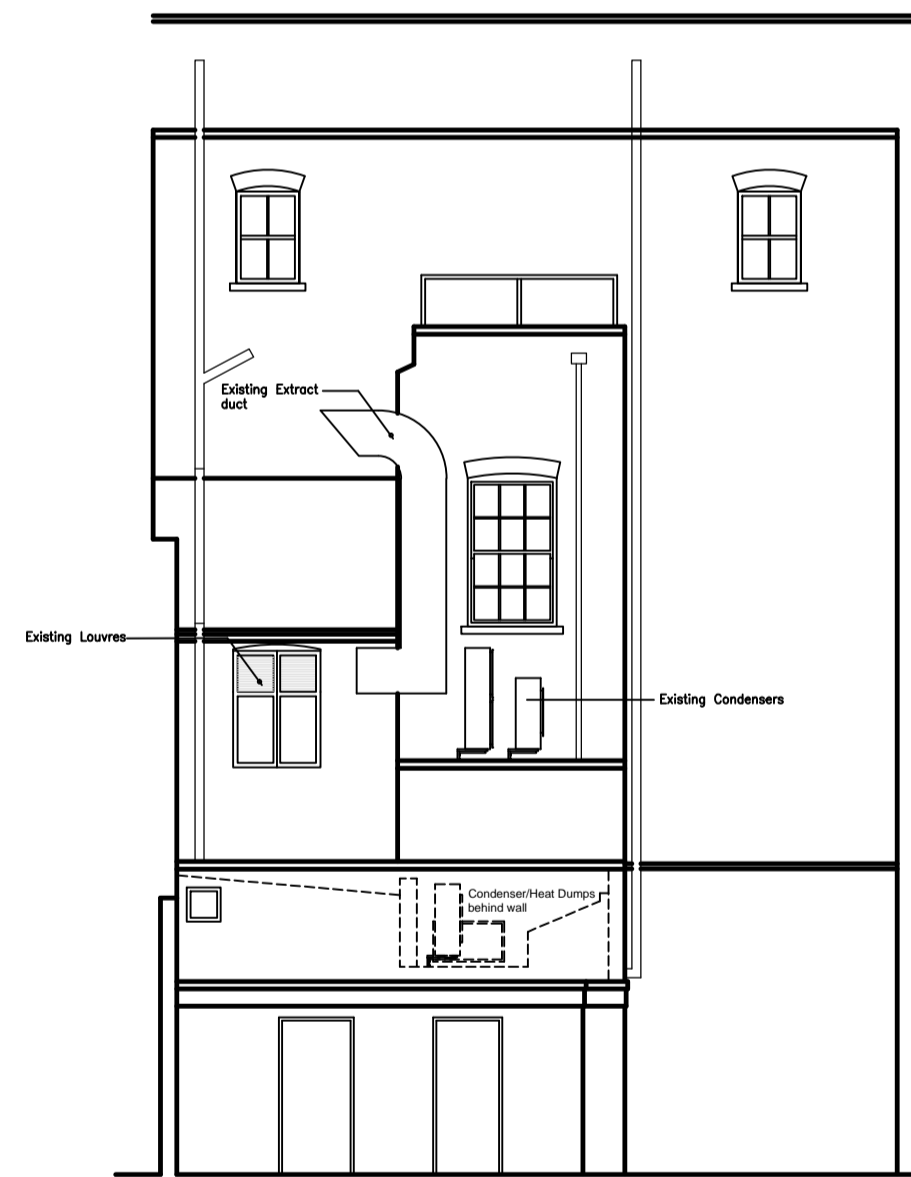 Existing Extract
duct
Existing Louvres
Existing Condensers
Condenser/Heat Dumps
behind wall